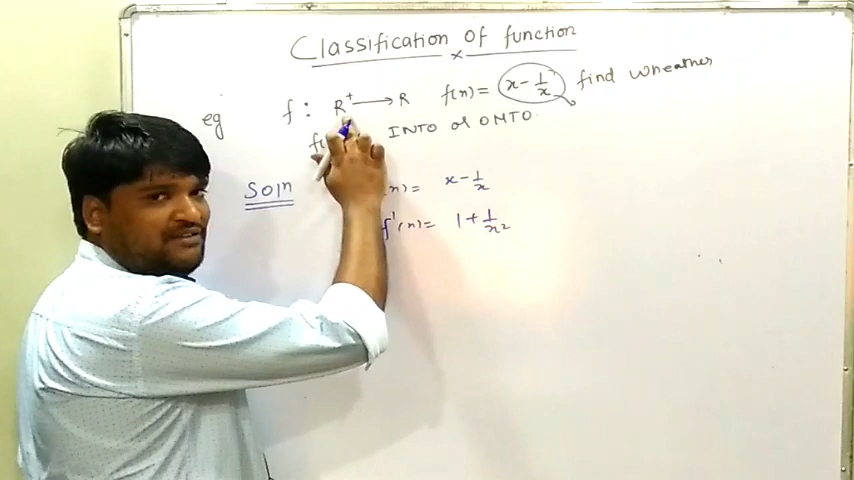 Classification of function
x
eg f: R⁺ → R f(n) = x - 1/x find wheather
INTO or ONTO.
Soln (n) = x - 1/x
f'(n) = 1 + 1/x2